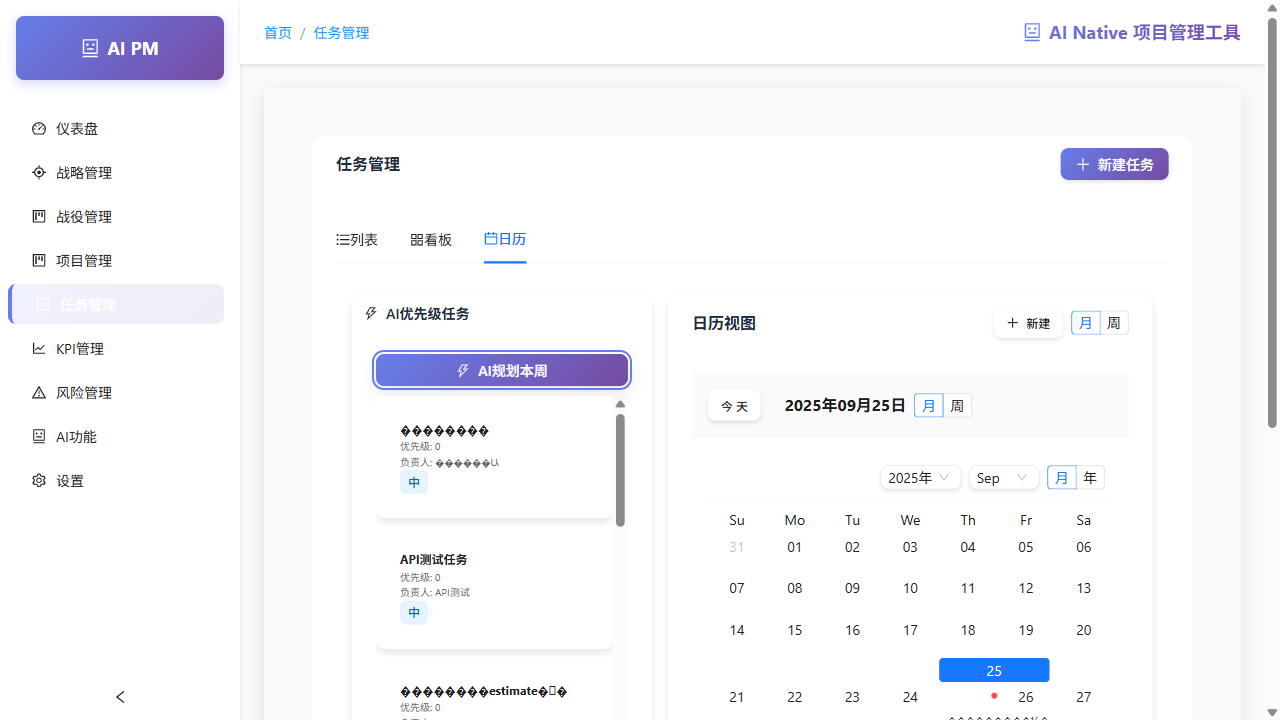 AI PM
首页 / 任务管理
AI Native 项目管理工具
仪表盘
战略管理
战役管理
项目管理
任务管理
KPI管理
风险管理
AI功能
设置
任务管理
新建任务
列表
看板
日历
AI优先级任务
AI规划本周
��������
优先级: 0
负责人: ������Ա
中
API测试任务
优先级: 0
负责人: API测试
中
��������estimate�
优先级: 0
日历视图
新建
月 周
今天
2025年09月25日
月 周
2025年
Sep
月 年
Su Mo Tu We Th Fr Sa
31 01 02 03 04 05 06
07 08 09 10 11 12 13
14 15 16 17 18 19 20
21 22 23 24 25 26 27